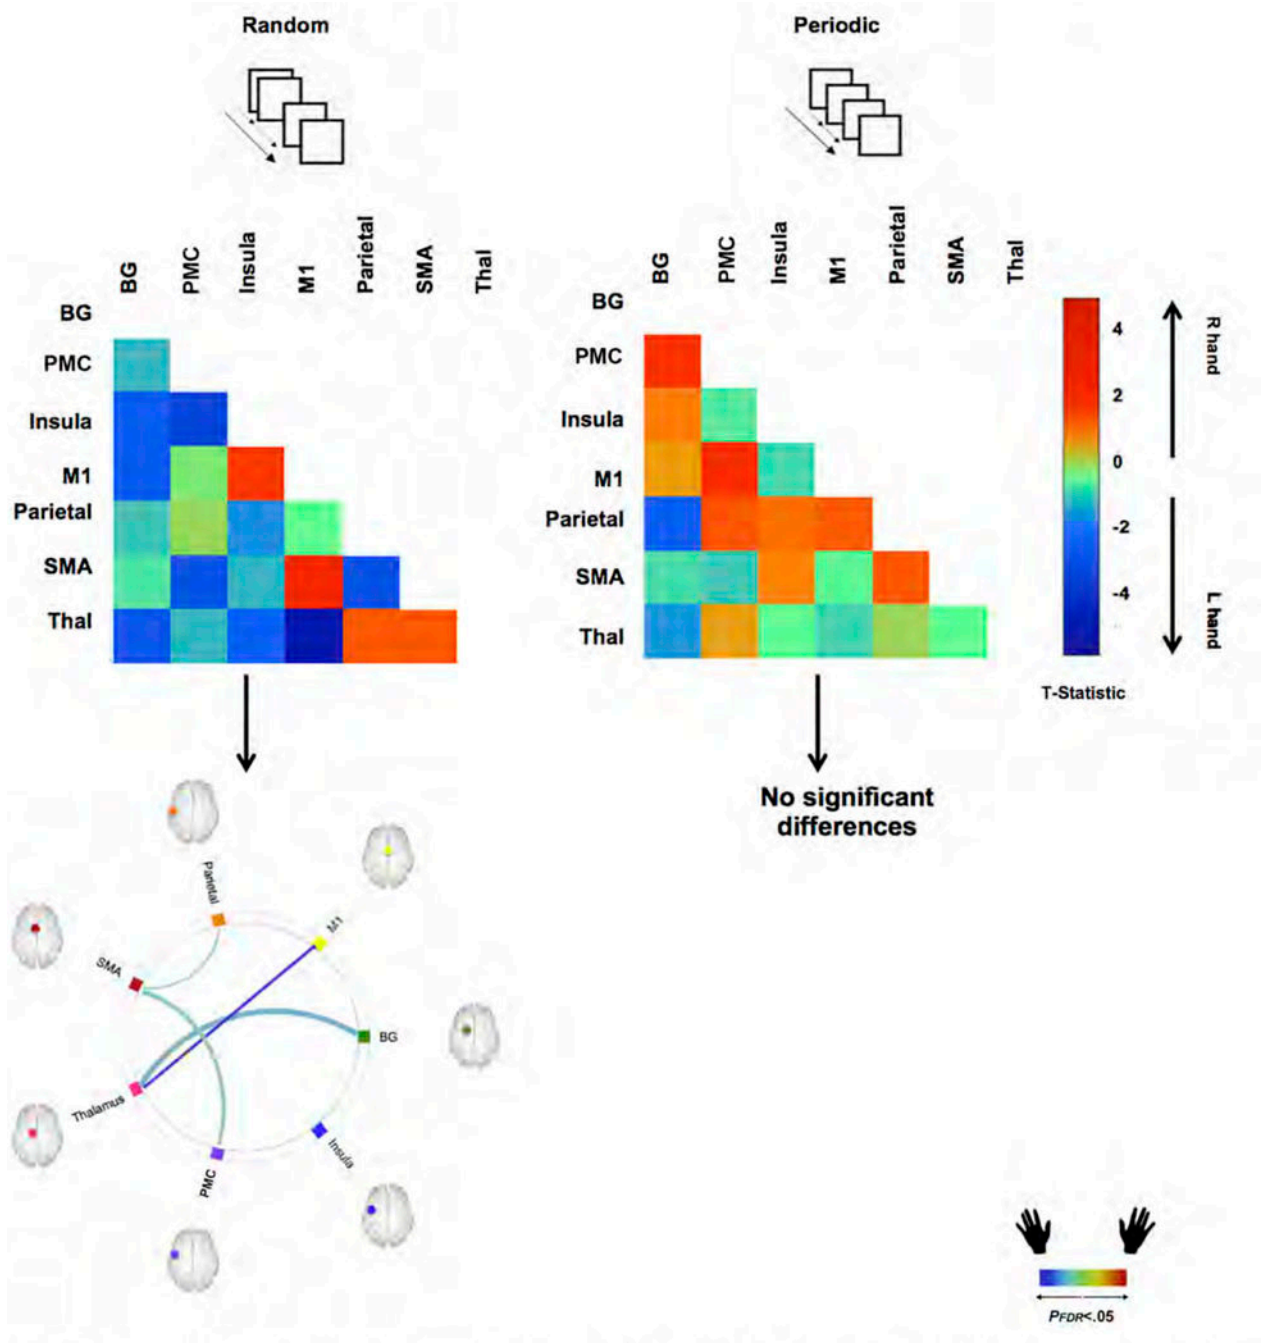 Random
Periodic
BG
PMC
Insula
M1
Parietal
SMA
Thal
BG
PMC
Insula
M1
Parietal
SMA
Thal
BG
PMC
Insula
M1
Parietal
SMA
Thal
BG
PMC
Insula
M1
Parietal
SMA
Thal
4
2
0
-2
-4
R hand
L hand
T-Statistic
No significant
differences
Parietal
M1
SMA
BG
Thalamus
Insula
PMC
PFDR<.05